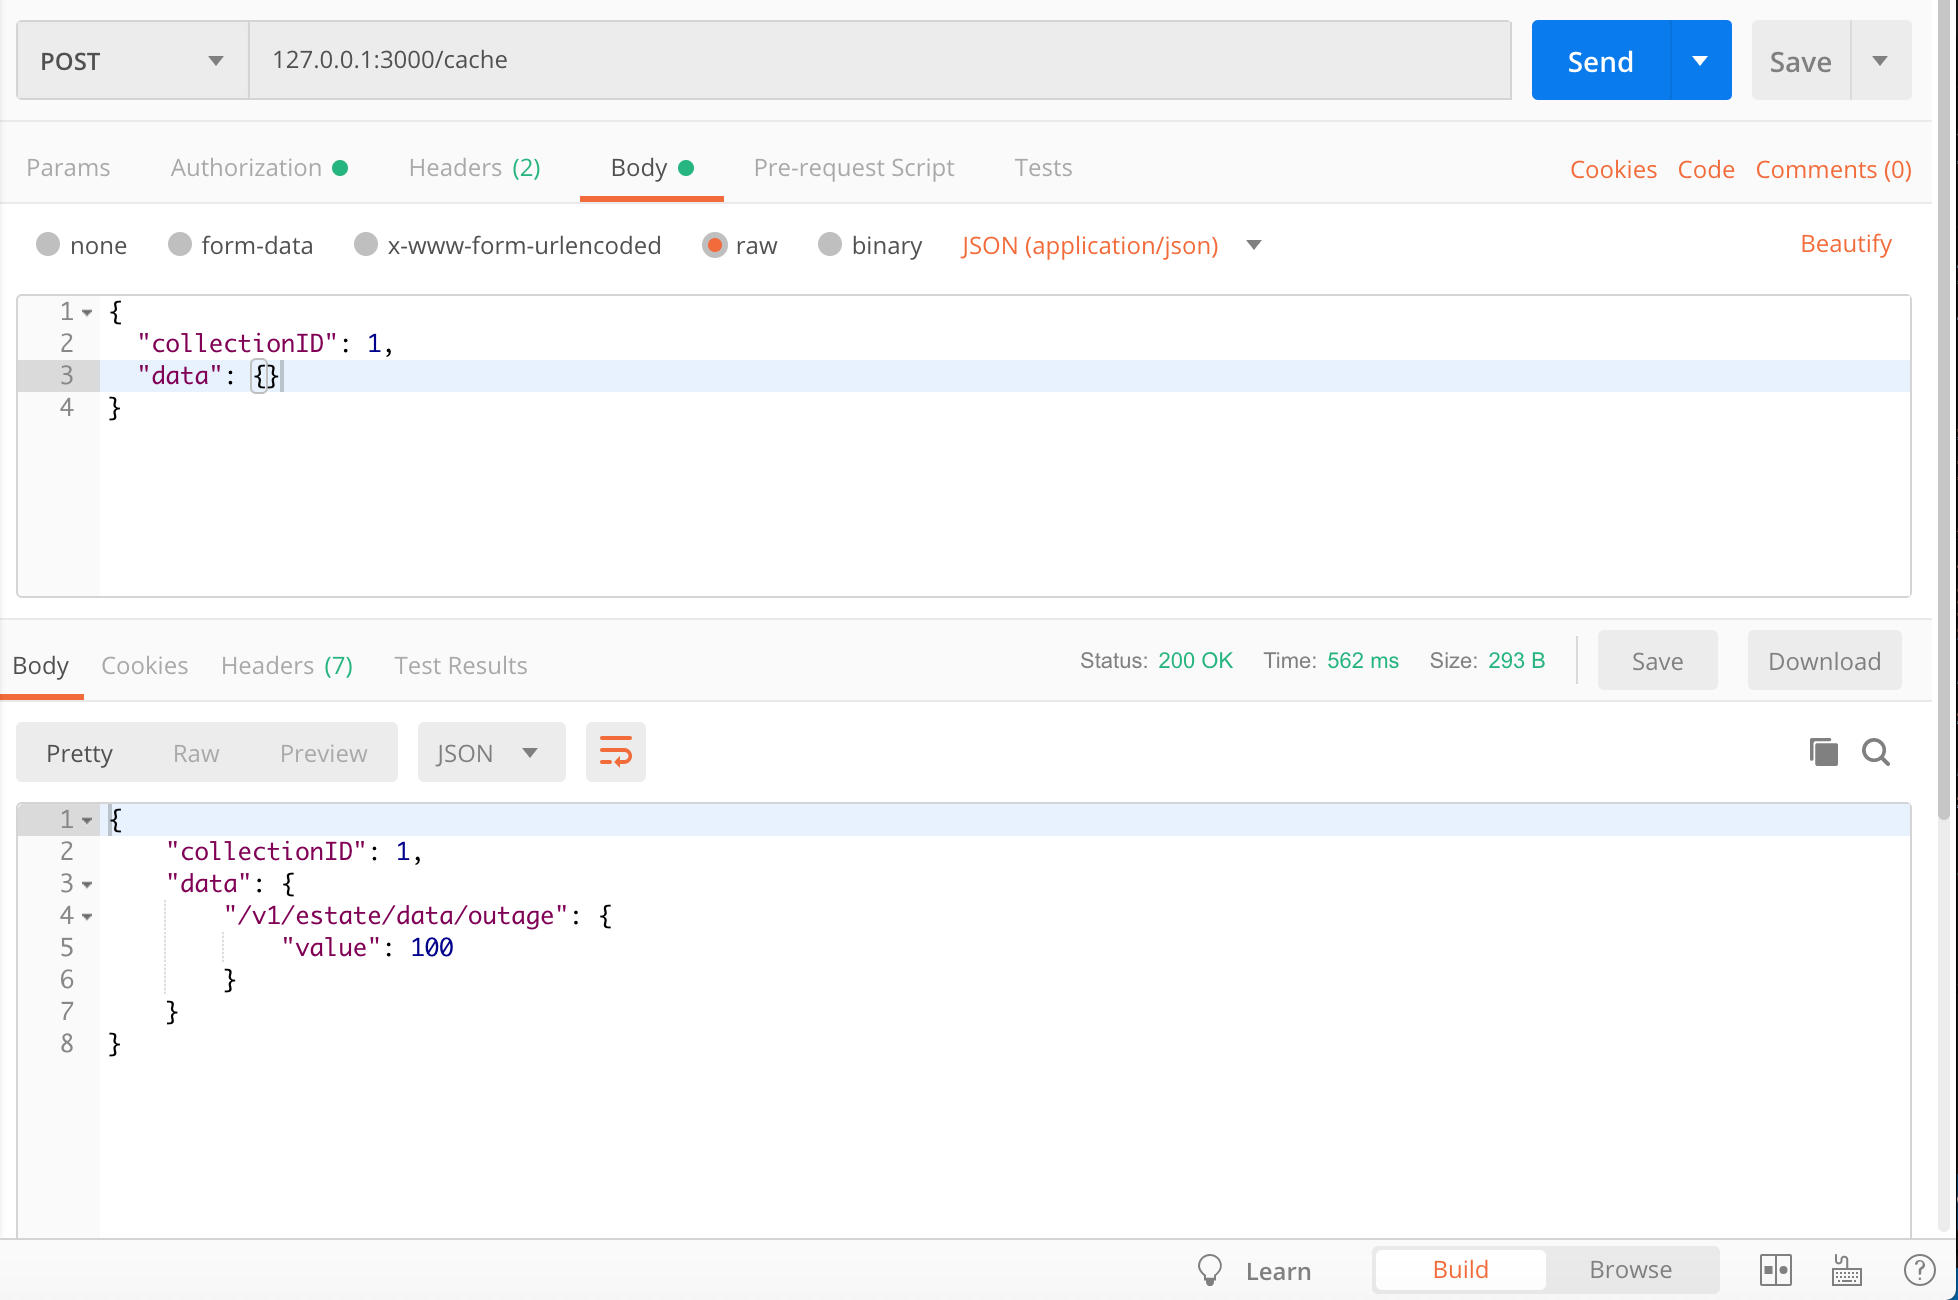 POST 127.0.0.1:3000/cache Send Save
Params Authorization Headers (2) Body Pre-request Script Tests Cookies Code Comments (0)
none form-data x-www-form-urlencoded raw binary JSON (application/json) Beautify
1 {
2 "collectionID": 1,
3 "data": {}
4 }
Body Cookies Headers (7) Test Results Status: 200 OK Time: 562 ms Size: 293 B Save Download
Pretty Raw Preview JSON
1 {
2 "collectionID": 1,
3 "data": {
4 "/v1/estate/data/outage": {
5 "value": 100
6 }
7 }
8 }
Learn Build Browse ?